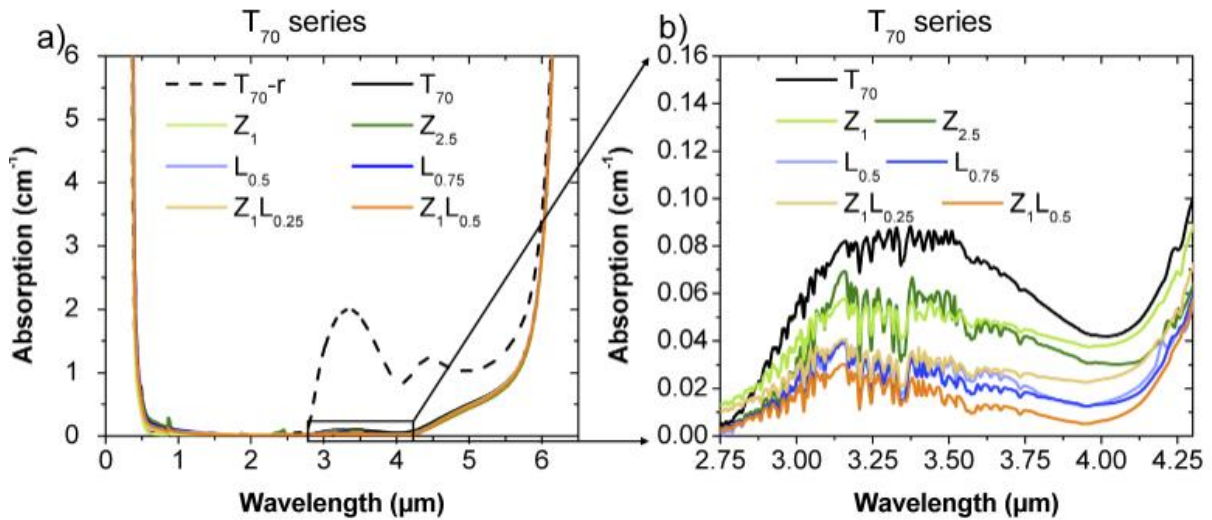 T₇₀ series
a)
T₇₀-r
T₇₀
Z₁
Z₂.₅
L₀.₅
L₀.₇₅
Z₁L₀.₂₅
Z₁L₀.₅
6
5
4
3
2
1
0
Absorption (cm⁻¹)
0 1 2 3 4 5 6
Wavelength (µm)
T₇₀ series
b)
T₇₀
Z₁
Z₂.₅
L₀.₅
L₀.₇₅
Z₁L₀.₂₅
Z₁L₀.₅
0.16
0.14
0.12
0.10
0.08
0.06
0.04
0.02
0.00
Absorption (cm⁻¹)
2.75 3.00 3.25 3.50 3.75 4.00 4.25
Wavelength (µm)